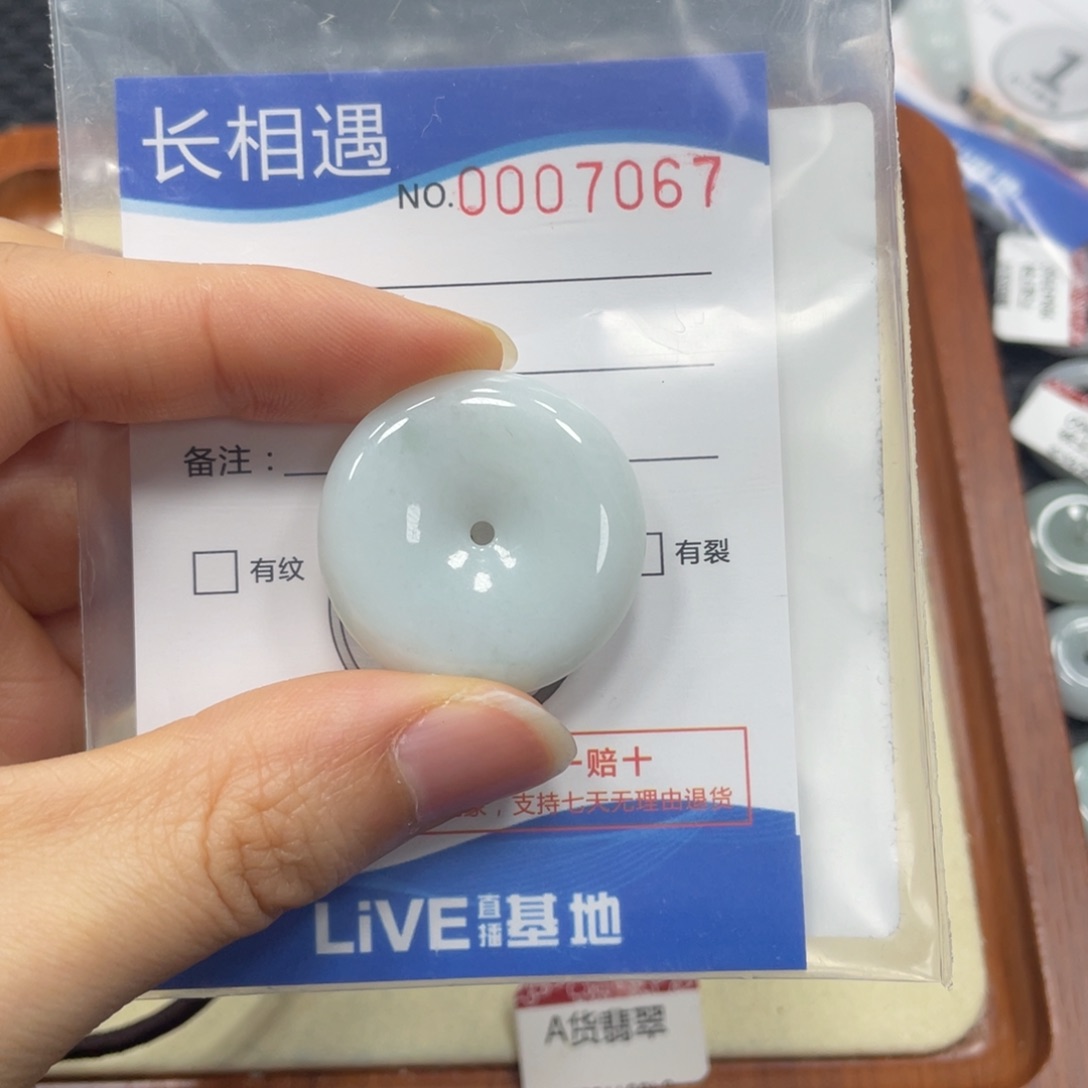 长相遇
NO.0007067
备注：
有纹
有裂
一赔十
，支持七天无理由退货
LiVE直播基地
A货翡翠
1